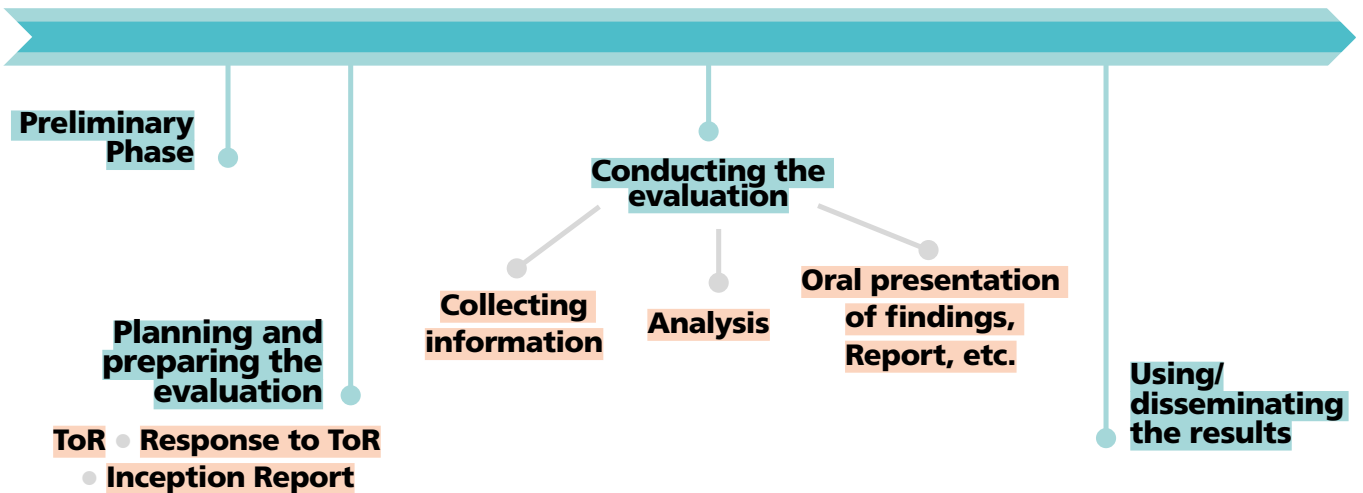 Preliminary
Phase
Planning and
preparing the
evaluation
ToR Response to ToR
Inception Report
Conducting the
evaluation
Collecting
information
Analysis
Oral presentation
of findings,
Report, etc.
Using/
disseminating
the results